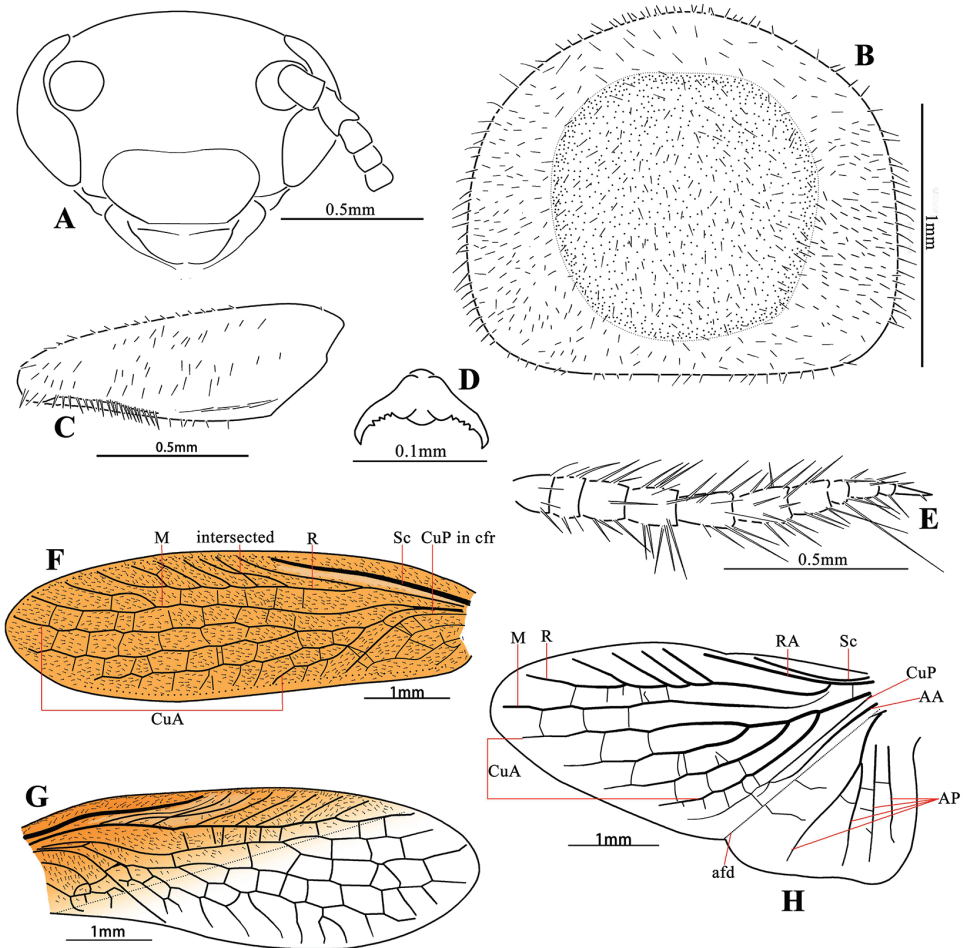 A
0.5mm
B
1mm
C
0.5mm
D
0.1mm
E
0.5mm
F
M intersected R Sc CuP in cfr
1mm
CuA
M R RA Sc
CuP
AA
CuA
AP
1mm
afd
H
G
1mm